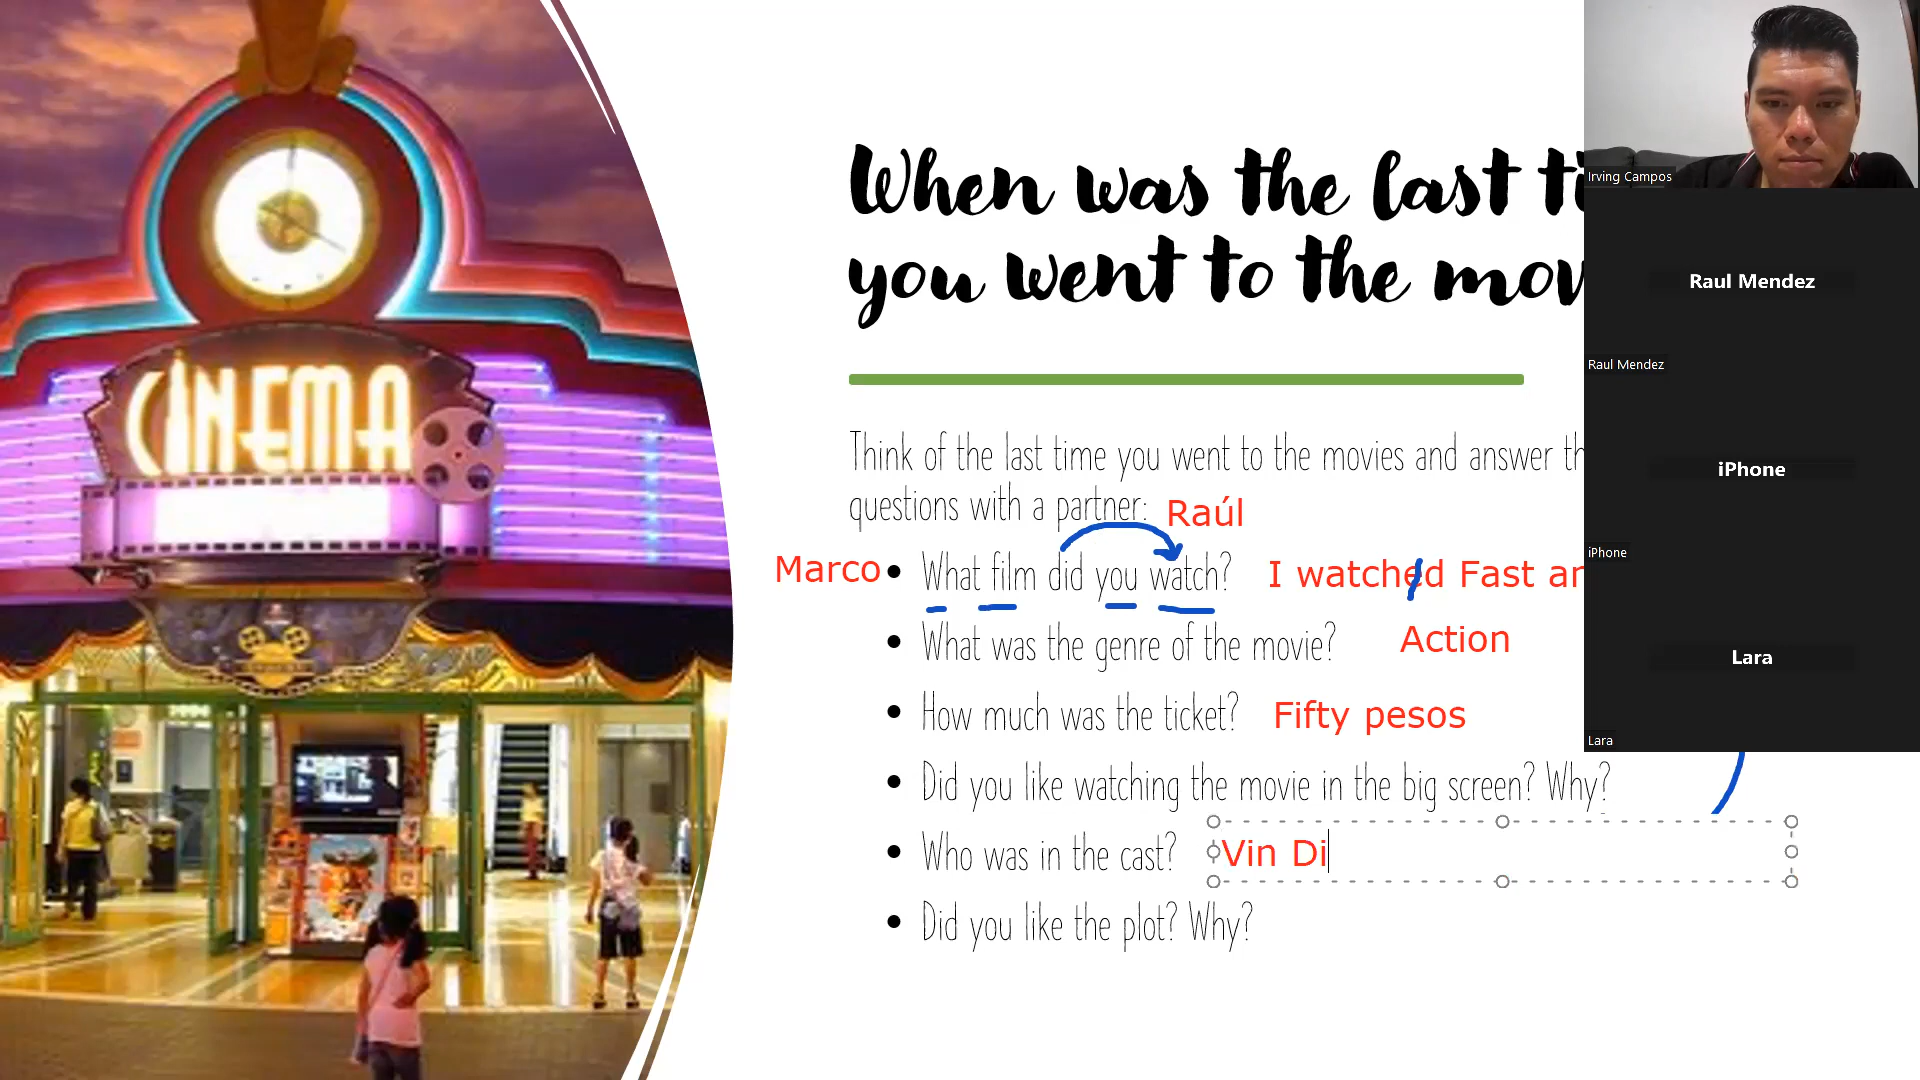 When was the last ti
you went to the mov
Think of the last time you went to the movies and answer th
questions with a partner: Raúl
Marco • What film did you watch? I watched Fast an
• What was the genre of the movie? Action
• How much was the ticket? Fifty pesos
• Did you like watching the movie in the big screen? Why?
• Who was in the cast? Vin Di
• Did you like the plot? Why?
CINEMA
Irving Campos
Raul Mendez
Raul Mendez
iPhone
iPhone
Lara
Lara